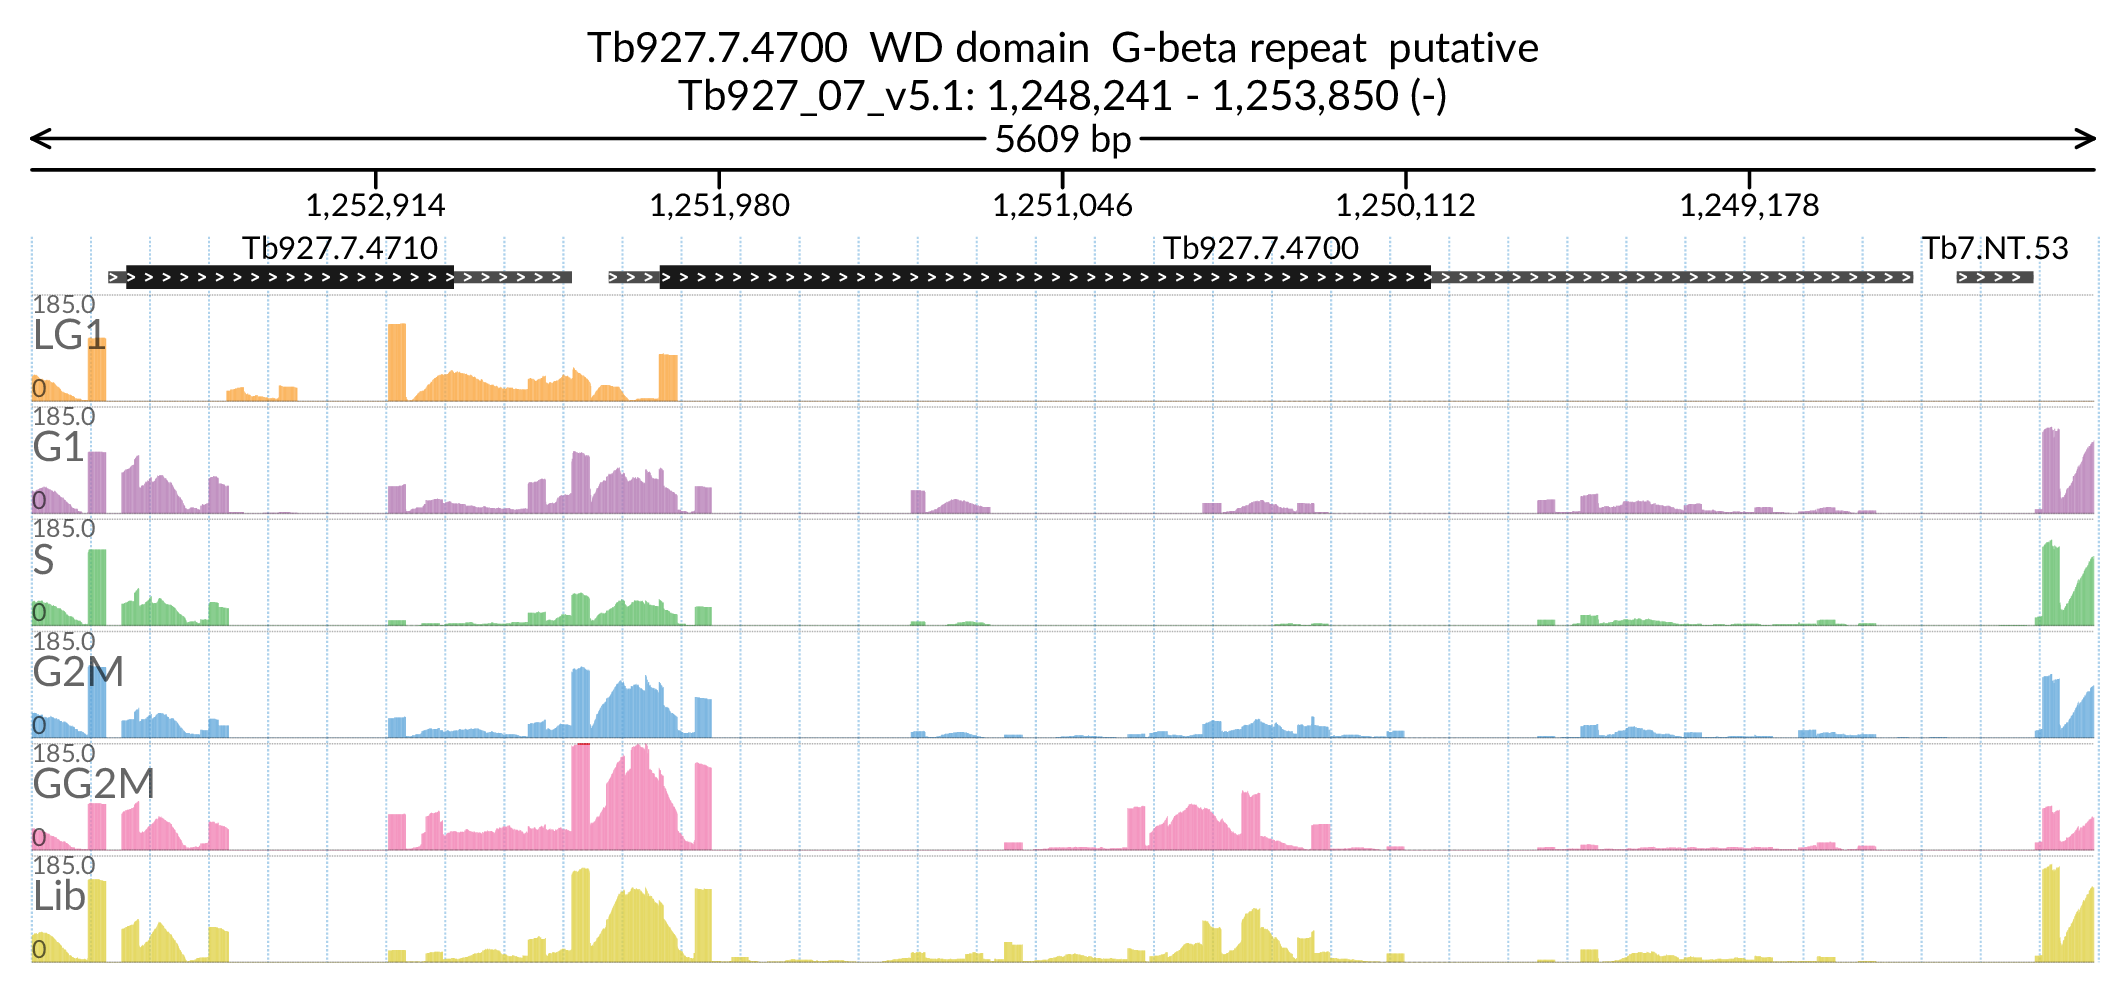 Tb927.7.4700 WD domain G-beta repeat putative
Tb927_07_v5.1: 1,248,241 - 1,253,850 (-)
5609 bp
1,252,914 1,251,980 1,251,046 1,250,112 1,249,178
Tb927.7.4710 Tb927.7.4700 Tb7.NT.53
185.0
LG1
0
185.0
G1
0
185.0
S
0
185.0
G2M
0
185.0
GG2M
0
185.0
Lib
0